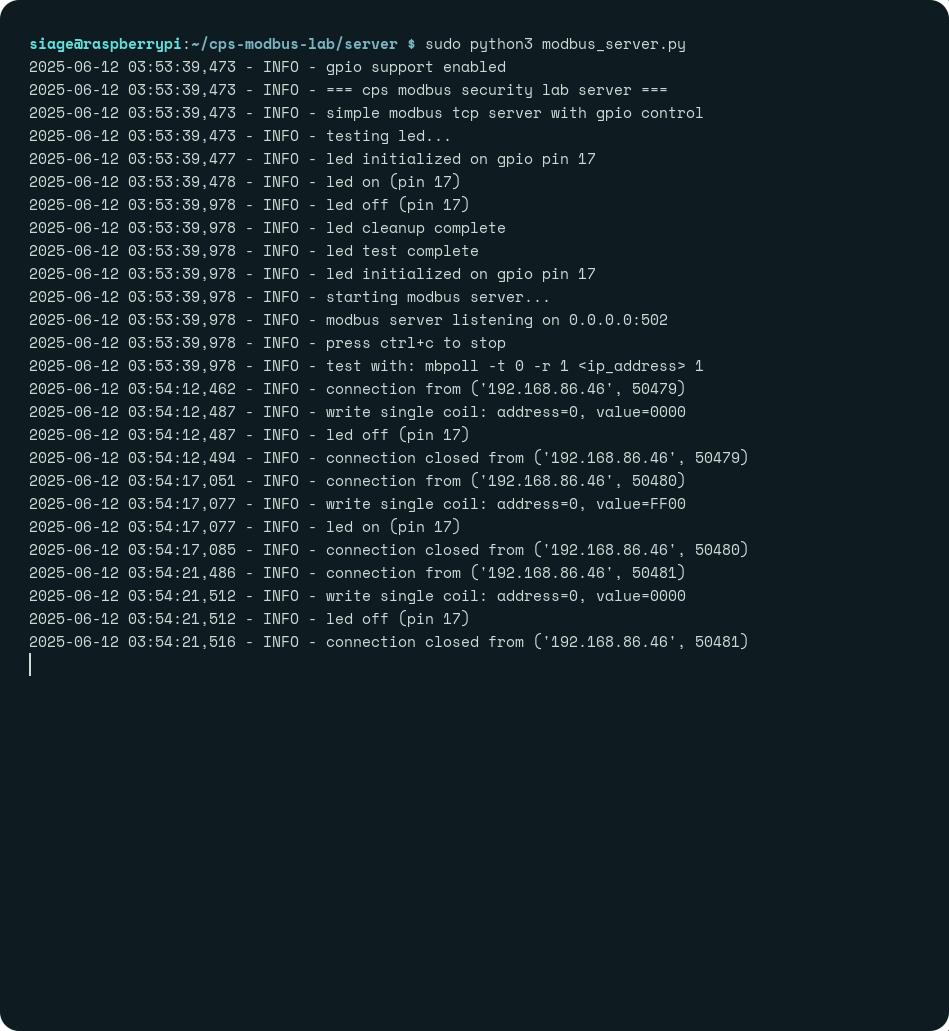 siage@raspberrypi:~/cps-modbus-lab/server $ sudo python3 modbus_server.py
2025-06-12 03:53:39,473 - INFO - gpio support enabled
2025-06-12 03:53:39,473 - INFO - === cps modbus security lab server ===
2025-06-12 03:53:39,473 - INFO - simple modbus tcp server with gpio control
2025-06-12 03:53:39,473 - INFO - testing led...
2025-06-12 03:53:39,477 - INFO - led initialized on gpio pin 17
2025-06-12 03:53:39,478 - INFO - led on (pin 17)
2025-06-12 03:53:39,978 - INFO - led off (pin 17)
2025-06-12 03:53:39,978 - INFO - led cleanup complete
2025-06-12 03:53:39,978 - INFO - led test complete
2025-06-12 03:53:39,978 - INFO - led initialized on gpio pin 17
2025-06-12 03:53:39,978 - INFO - starting modbus server...
2025-06-12 03:53:39,978 - INFO - modbus server listening on 0.0.0.0:502
2025-06-12 03:53:39,978 - INFO - press ctrl+c to stop
2025-06-12 03:53:39,978 - INFO - test with: mbpoll -t 0 -r 1 <ip_address> 1
2025-06-12 03:54:12,462 - INFO - connection from ('192.168.86.46', 50479)
2025-06-12 03:54:12,487 - INFO - write single coil: address=0, value=0000
2025-06-12 03:54:12,487 - INFO - led off (pin 17)
2025-06-12 03:54:12,494 - INFO - connection closed from ('192.168.86.46', 50479)
2025-06-12 03:54:17,051 - INFO - connection from ('192.168.86.46', 50480)
2025-06-12 03:54:17,077 - INFO - write single coil: address=0, value=FF00
2025-06-12 03:54:17,077 - INFO - led on (pin 17)
2025-06-12 03:54:17,085 - INFO - connection closed from ('192.168.86.46', 50480)
2025-06-12 03:54:21,486 - INFO - connection from ('192.168.86.46', 50481)
2025-06-12 03:54:21,512 - INFO - write single coil: address=0, value=0000
2025-06-12 03:54:21,512 - INFO - led off (pin 17)
2025-06-12 03:54:21,516 - INFO - connection closed from ('192.168.86.46', 50481)